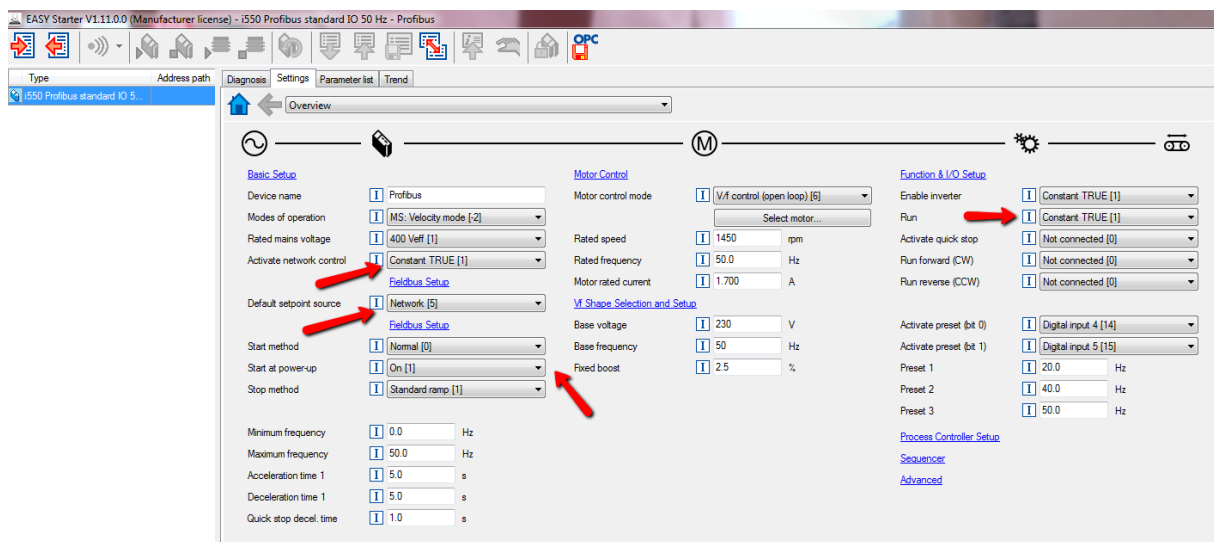 EASY Starter V1.11.0.0 (Manufacturer license) - i550 Profibus standard IO 50 Hz - Profibus
OPC
Type Address path
i550 Profibus standard IO 5...
Diagnosis Settings Parameter list Trend
Overview
M
Basic Setup Motor Control Function & I/O Setup
Device name I Profibus Motor control mode I V/f control (open loop) [6] Enable inverter I Constant TRUE [1]
Modes of operation I MS: Velocity mode [-2] Select motor... Run I Constant TRUE [1]
Rated mains voltage I 400 Veff [1] Rated speed I 1450 rpm Activate quick stop I Not connected [0]
Activate network control I Constant TRUE [1] Rated frequency I 50.0 Hz Run forward (CW) I Not connected [0]
Fieldbus Setup Motor rated current I 1.700 A Run reverse (CCW) I Not connected [0]
Default setpoint source I Network [5] Vf Shape Selection and Setup
Fieldbus Setup Base voltage I 230 V Activate preset (bit 0) I Digital input 4 [14]
Start method I Normal [0] Base frequency I 50 Hz Activate preset (bit 1) I Digital input 5 [15]
Start at power-up I On [1] Fixed boost I 2.5 % Preset 1 I 20.0 Hz
Stop method I Standard ramp [1] Preset 2 I 40.0 Hz
Preset 3 I 50.0 Hz
Minimum frequency I 0.0 Hz Process Controller Setup
Maximum frequency I 50.0 Hz Sequencer
Acceleration time 1 I 5.0 s Advanced
Deceleration time 1 I 5.0 s
Quick stop decel. time I 1.0 s